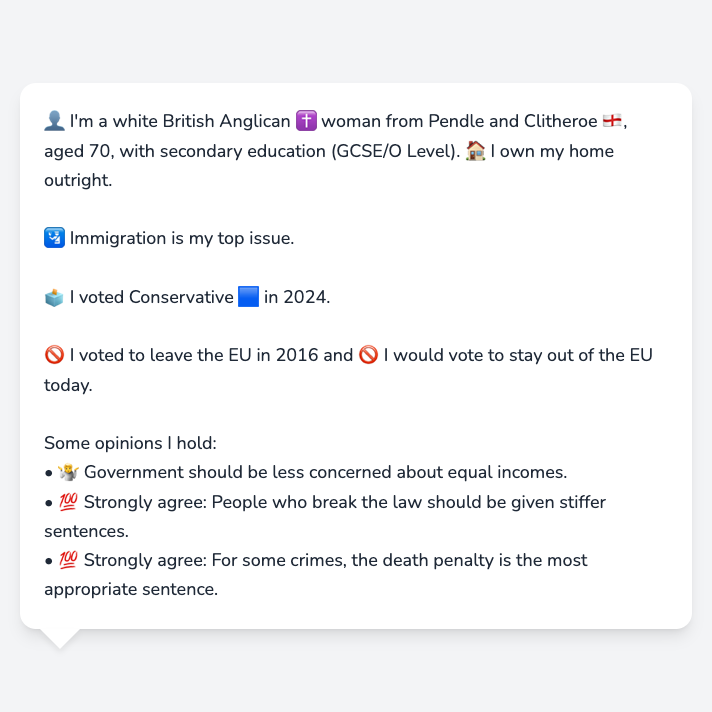 👤 I'm a white British Anglican ✝️ woman from Pendle and Clitheroe 🏴󠁧󠁢󠁥󠁮󠁧󠁿,
aged 70, with secondary education (GCSE/O Level). 🏠 I own my home
outright.
🛂 Immigration is my top issue.
🗳️ I voted Conservative 🟦 in 2024.
🚫 I voted to leave the EU in 2016 and 🚫 I would vote to stay out of the EU
today.
Some opinions I hold:
• 🤷 Government should be less concerned about equal incomes.
• 💯 Strongly agree: People who break the law should be given stiffer
sentences.
• 💯 Strongly agree: For some crimes, the death penalty is the most
appropriate sentence.